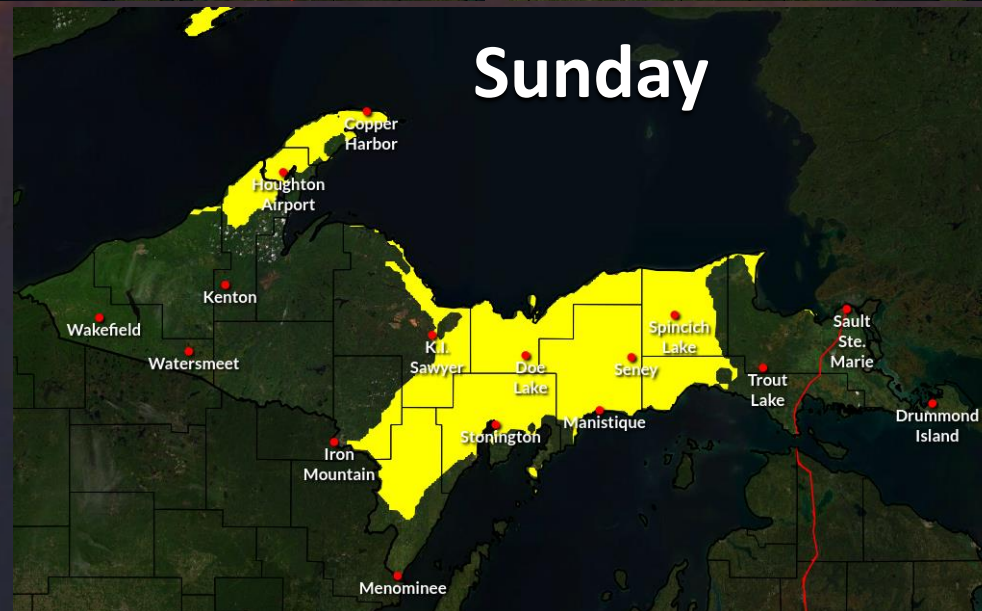 Sunday
Copper
Harbor
Houghton
Airport
Kenton
Wakefield
Watersmeet
K.I.
Sawyer
Doe
Lake
Seney
Spincich
Lake
Sault
Ste.
Marie
Trout
Lake
Drummond
Island
Manistique
Stonington
Iron
Mountain
Menominee